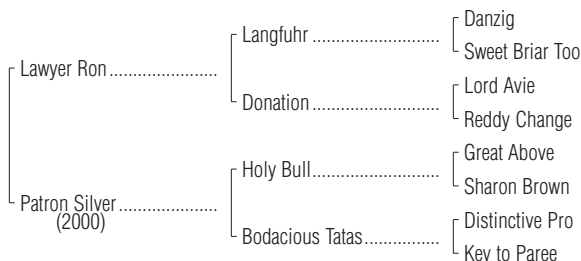 Danzig
Langfuhr ............................
Sweet Briar Too
Lawyer Ron ........................
Lord Avie
Donation ............................
Reddy Change
Great Above
Holy Bull ............................
Sharon Brown
Patron Silver ......................
(2000)
Distinctive Pro
Bodacious Tatas .................
Key to Paree